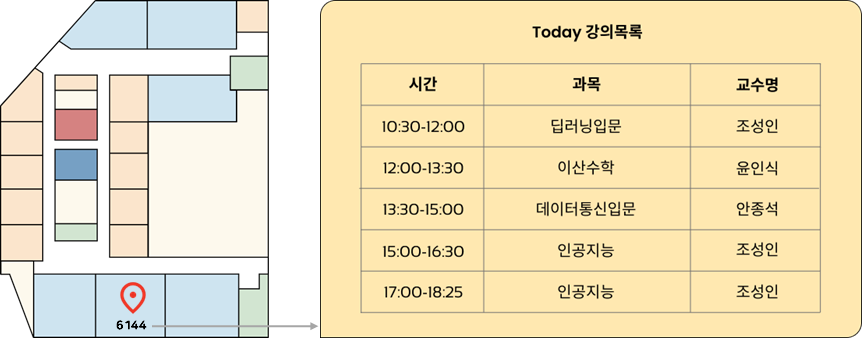 Today 강의목록
시간 과목 교수명
10:30-12:00 딥러닝입문 조성인
12:00-13:30 이산수학 윤인식
13:30-15:00 데이터통신입문 안종석
15:00-16:30 인공지능 조성인
17:00-18:25 인공지능 조성인
6144